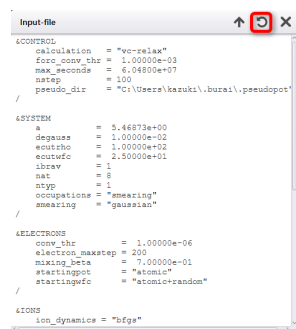 Input-file
&CONTROL
calculation = "vc-relax"
forc_conv_thr = 1.00000e-03
max_seconds = 6.04800e+07
nstep = 100
pseudo_dir = "C:\Users\kazuki\.burai\.pseudopot"
/
&SYSTEM
a = 5.46873e+00
degauss = 1.00000e-02
ecutrho = 1.00000e+02
ecutwfc = 2.50000e+01
ibrav = 1
nat = 8
ntyp = 1
occupations = "smearing"
smearing = "gaussian"
/
&ELECTRONS
conv_thr = 1.00000e-06
electron_maxstep = 200
mixing_beta = 7.00000e-01
startingpot = "atomic"
startingwfc = "atomic+random"
/
&IONS
ion_dynamics = "bfgs"